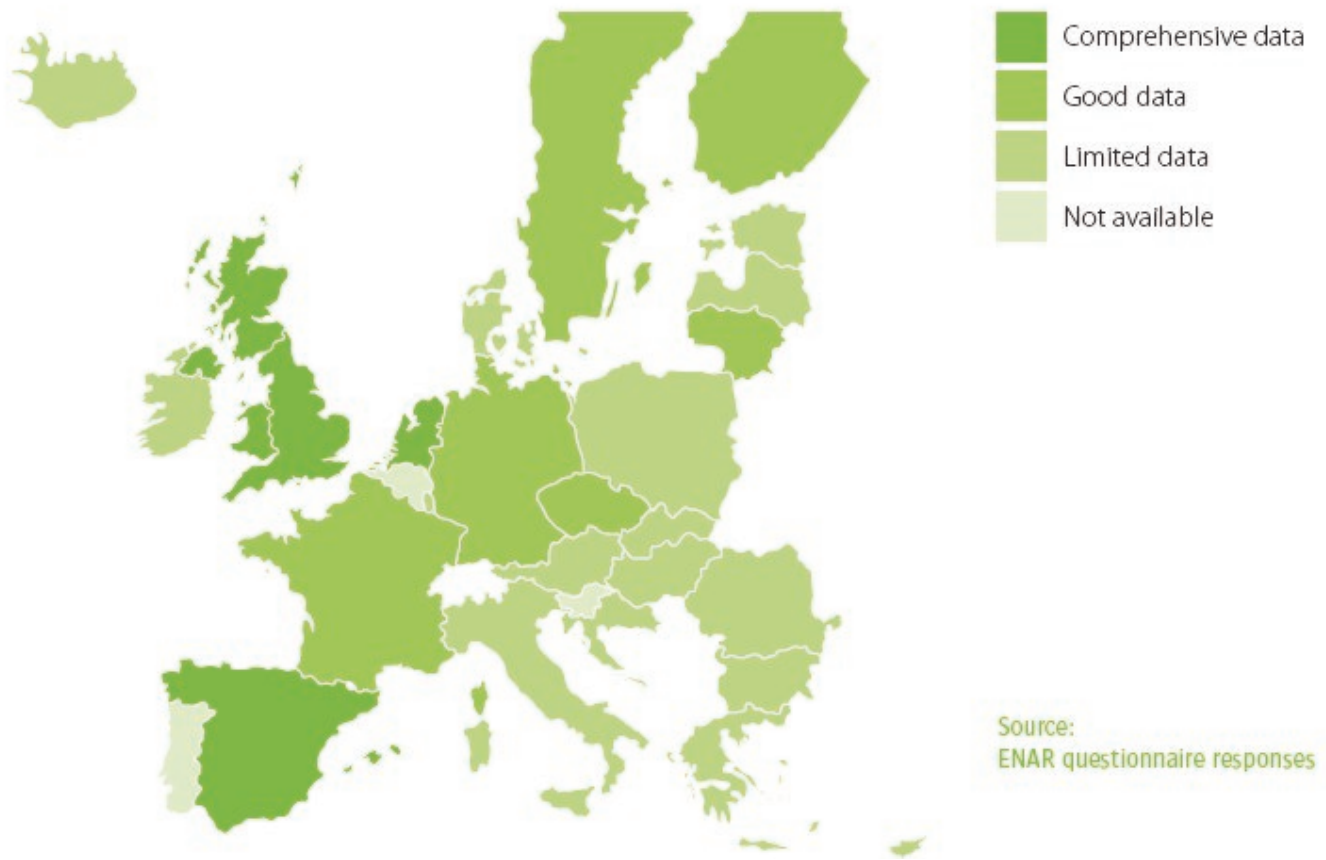 Comprehensive data
Good data
Limited data
Not available
Source:
ENAR questionnaire responses